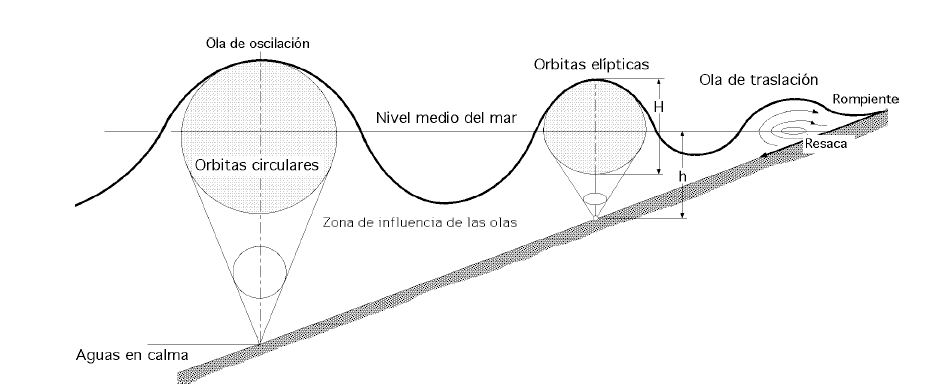 Ola de oscilación
Orbitas elípticas
Ola de traslación
Rompiente
H
Nivel medio del mar
Resaca
Orbitas circulares
h
Zona de influencia de las olas
Aguas en calma